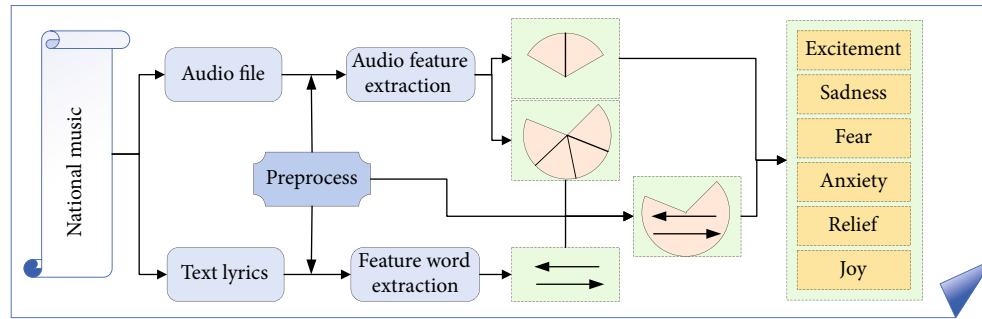 National music
Audio file
Audio feature
extraction
Preprocess
Text lyrics
Feature word
extraction
Excitement
Sadness
Fear
Anxiety
Relief
Joy